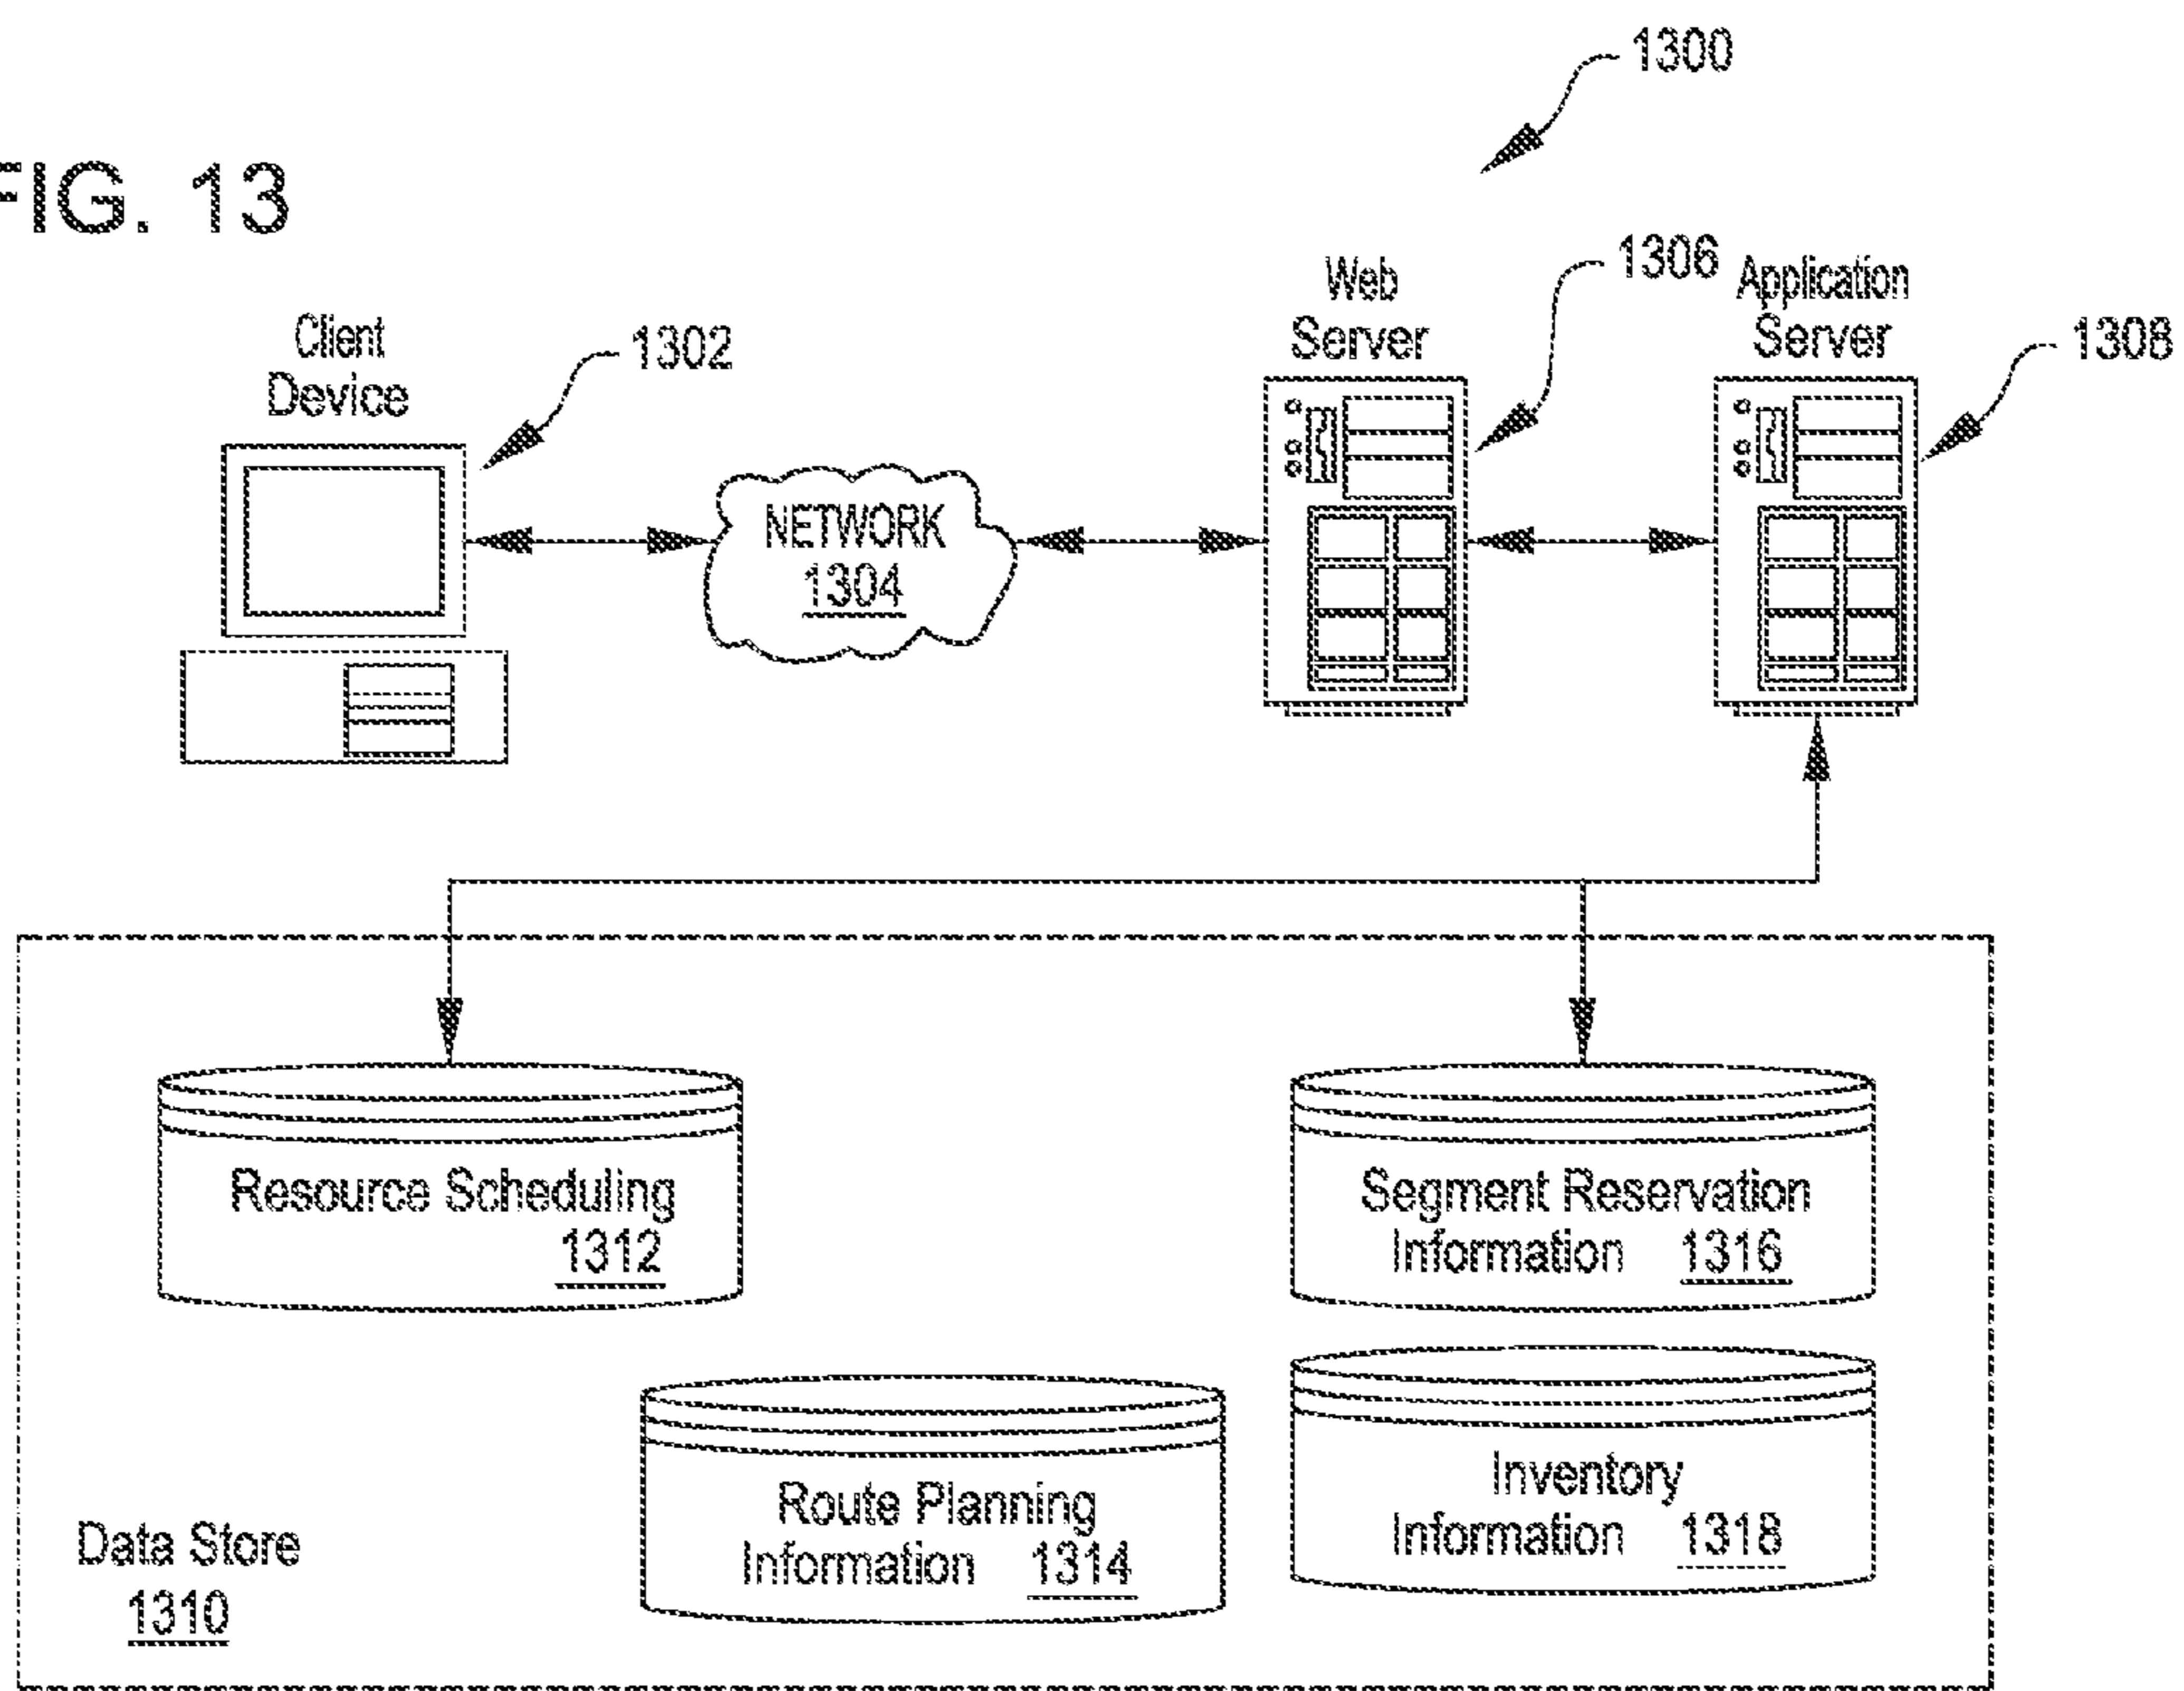 1300
FIG. 13
Client
Device
1302
NETWORK
1304
Web
Server
1306
Application
Server
1308
Resource Scheduling
1312
Segment Reservation
Information 1316
Route Planning
Information 1314
Inventory
Information 1318
Data Store
1310